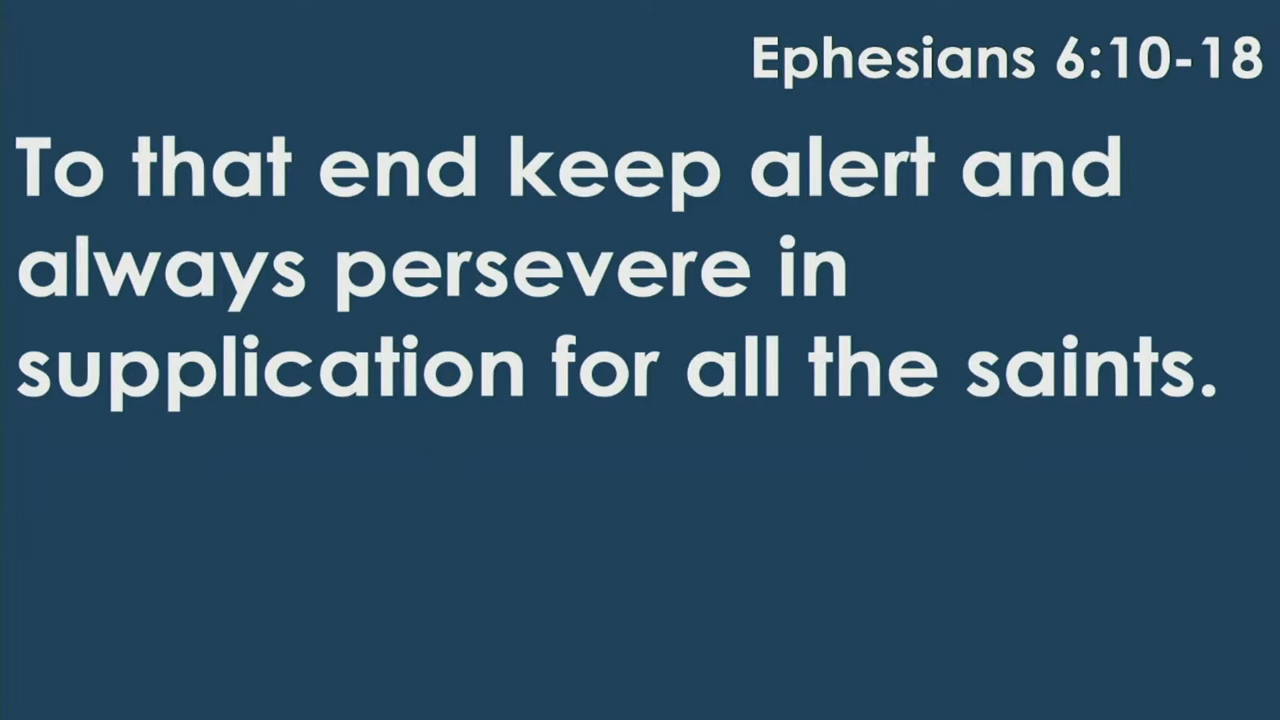 Ephesians 6:10-18
To that end keep alert and
always persevere in
supplication for all the saints.